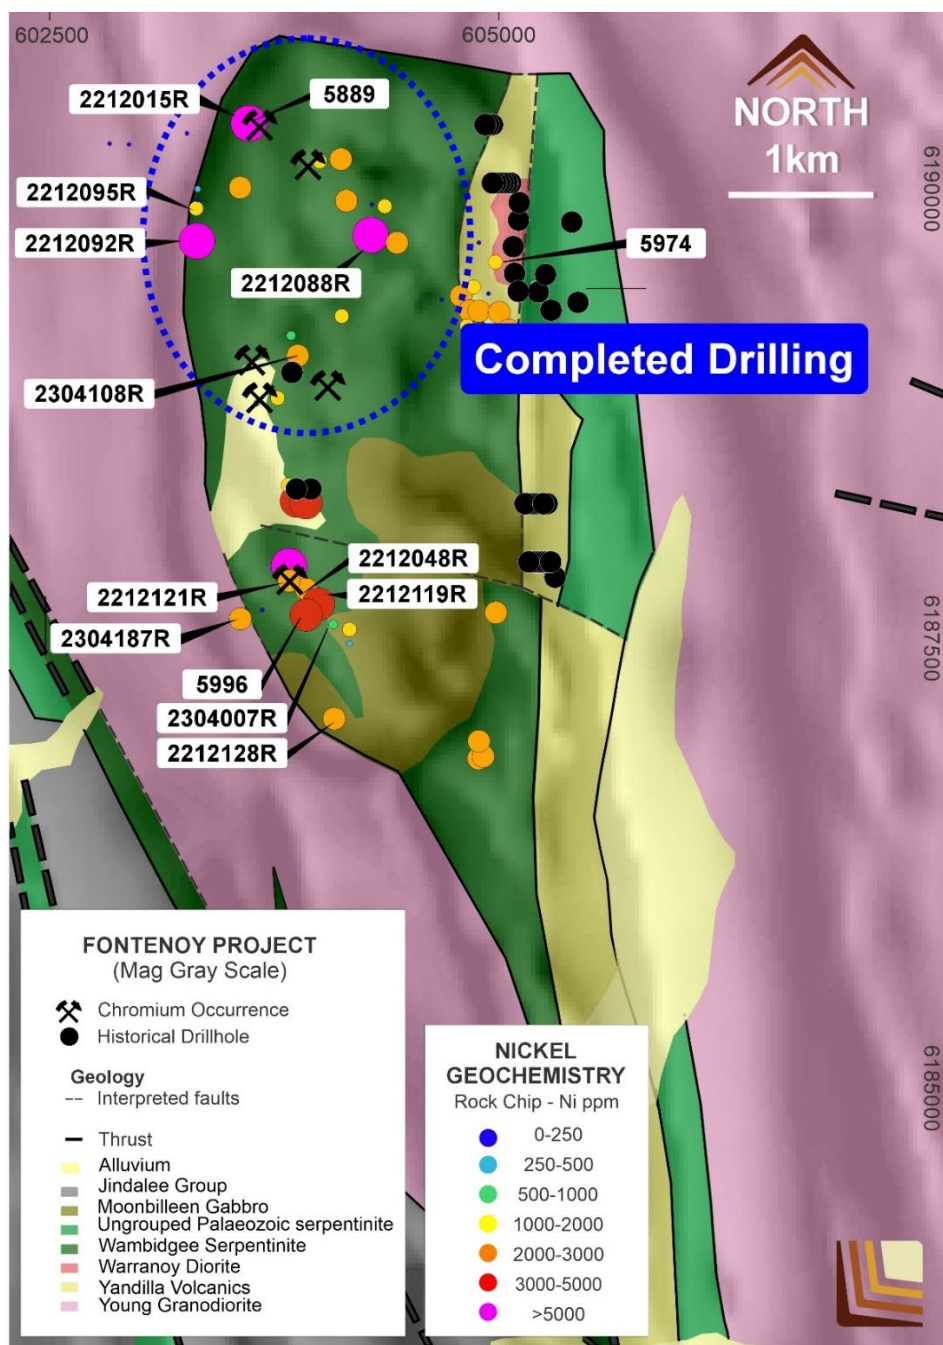 602500
605000
NORTH
1km
6190000
2212015R
5889
2212095R
2212092R
2212088R
5974
Completed Drilling
2304108R
2212048R
2212121R
2212119R
2304187R
5996
2304007R
2212128R
6187500
6185000
FONTENOY PROJECT
(Mag Gray Scale)
Chromium Occurrence
Historical Drillhole
Geology
Interpreted faults
Thrust
Alluvium
Jindalee Group
Moonbilleen Gabbro
Ungrouped Palaeozoic serpentinite
Wambidgee Serpentinite
Warranoy Diorite
Yandilla Volcanics
Young Granodiorite
NICKEL
GEOCHEMISTRY
Rock Chip - Ni ppm
0-250
250-500
500-1000
1000-2000
2000-3000
3000-5000
>5000